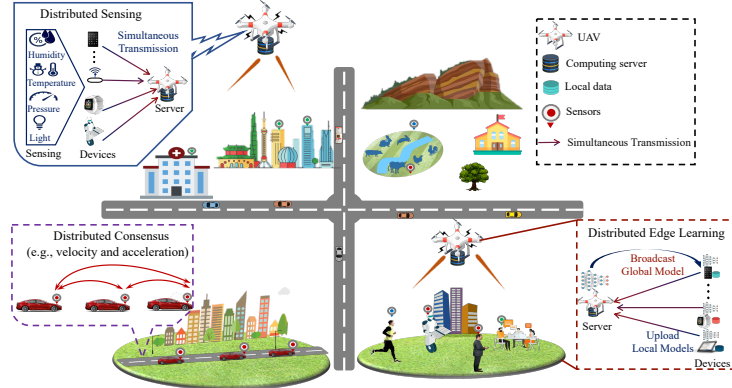 Distributed Sensing
Simultaneous
Transmission
%
Humidity
Temperature
Pressure
Light
Server
Sensing
Devices
UAV
Computing server
Local data
Sensors
Simultaneous Transmission
Distributed Consensus
(e.g., velocity and acceleration)
Distributed Edge Learning
Broadcast
Global Model
Server
Upload
Local Models
Devices